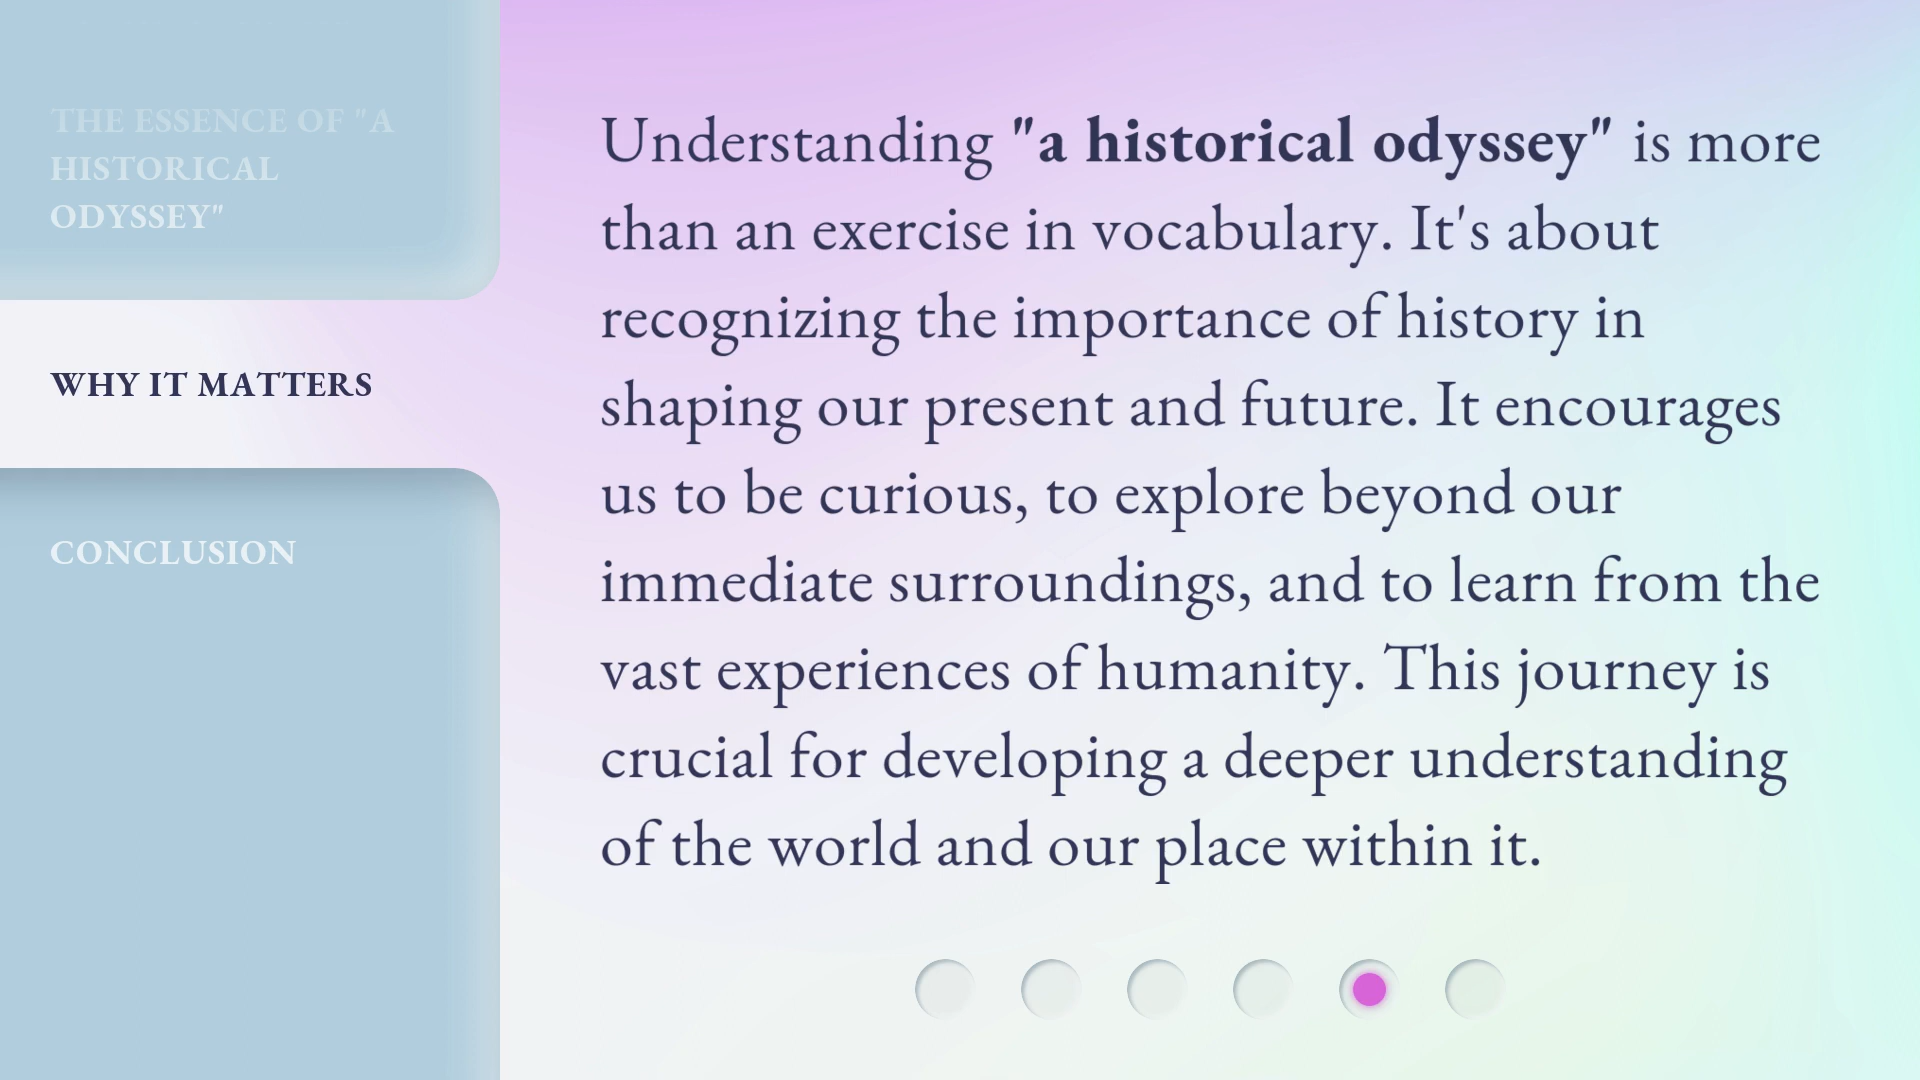 THE ESSENCE OF "A
HISTORICAL
ODYSSEY"
WHY IT MATTERS
CONCLUSION
Understanding "a historical odyssey" is more
than an exercise in vocabulary. It's about
recognizing the importance of history in
shaping our present and future. It encourages
us to be curious, to explore beyond our
immediate surroundings, and to learn from the
vast experiences of humanity. This journey is
crucial for developing a deeper understanding
of the world and our place within it.